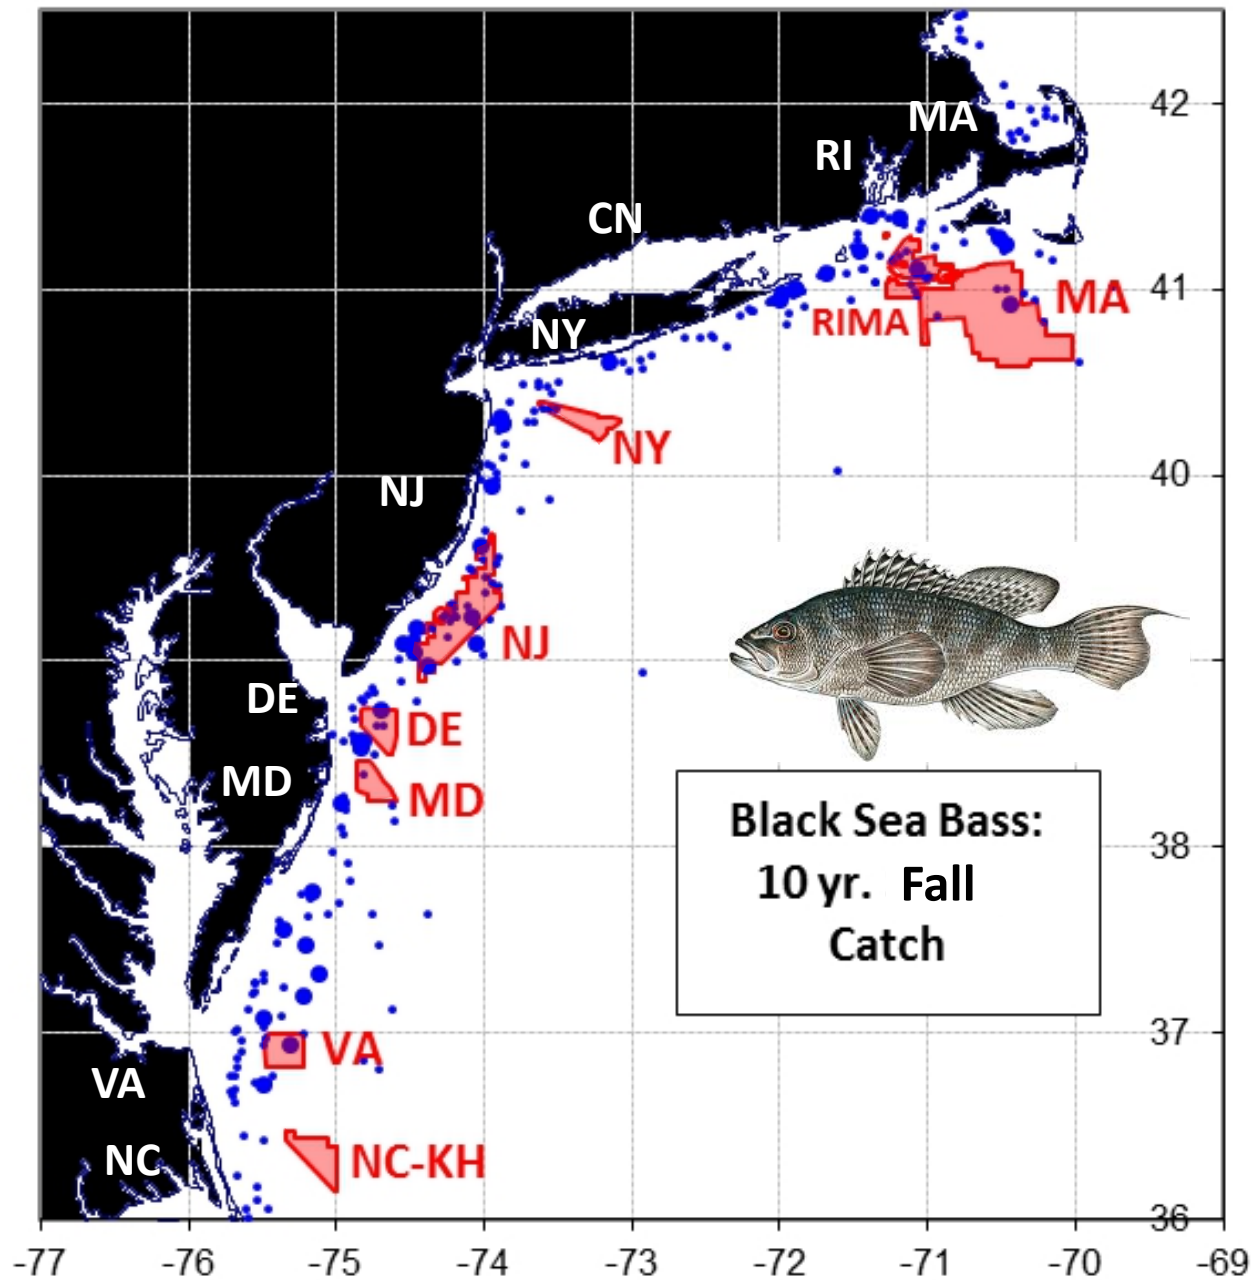 MA
42
RI
CN
MA
41
RIMA
NY
NY
40
NJ
NJ
DE
DE
MD
MD
Black Sea Bass:
10 yr. Fall
Catch
38
VA
37
VA
NC
NC-KH
36
-77 -76 -75 -74 -73 -72 -71 -70 -69